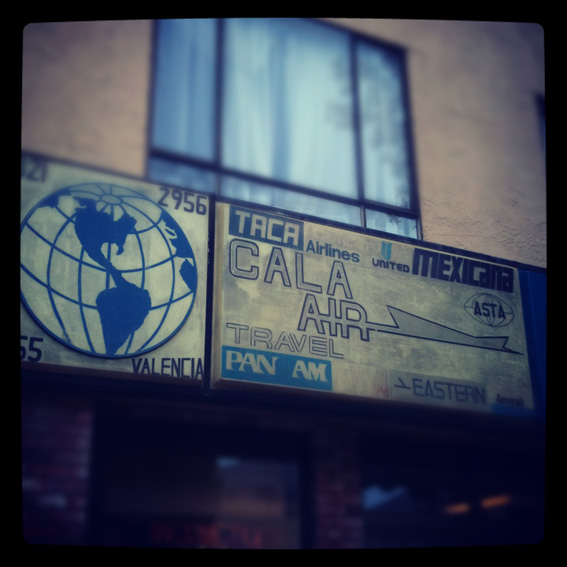 2956
VALENCIA
TACA
Airlines
UNITED
mexicana
CALA
AIR
TRAVEL
ASTA
PAN AM
EASTERN